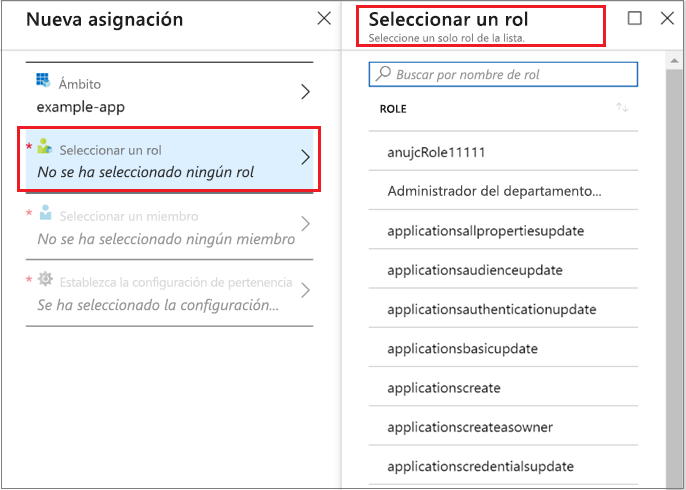 Nueva asignación
Ámbito
example-app
* Seleccionar un rol
No se ha seleccionado ningún rol
* Seleccionar un miembro
No se ha seleccionado ningún miembro
* Establezca la configuración de pertenencia
Se ha seleccionado la configuración...
Seleccionar un rol
Seleccione un solo rol de la lista.
Buscar por nombre de rol
ROLE
anujcRole11111
Administrador del departamento...
applicationsallpropertiesupdate
applicationsaudienceupdate
applicationsauthenticationupdate
applicationsbasicupdate
applicationscreate
applicationscreateasowner
applicationscredentialsupdate